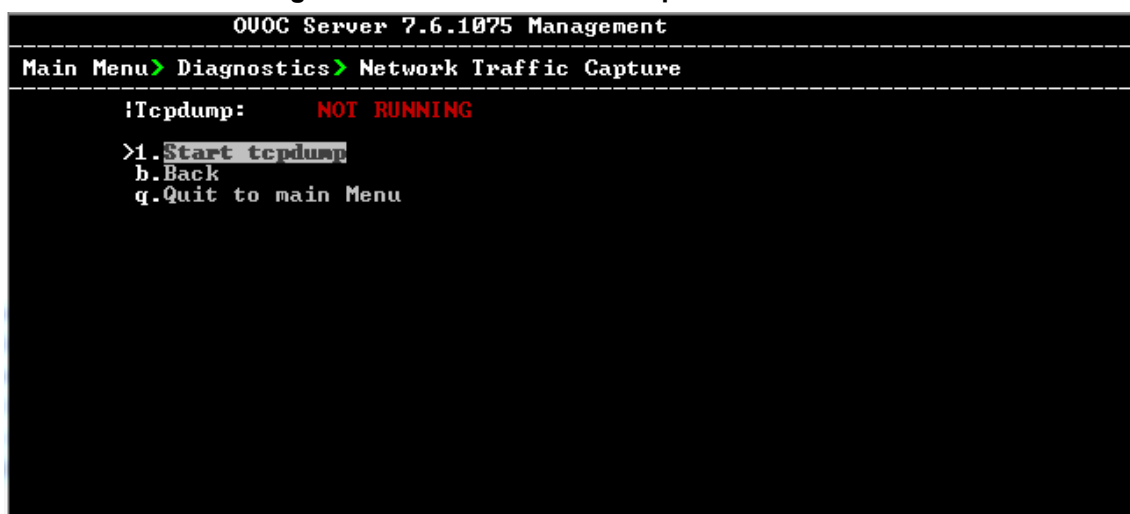 OVOC Server 7.6.1075 Management
Main Menu> Diagnostics> Network Traffic Capture
|Tcpdump: NOT RUNNING
>1.Start tcpdump
b.Back
q.Quit to main Menu